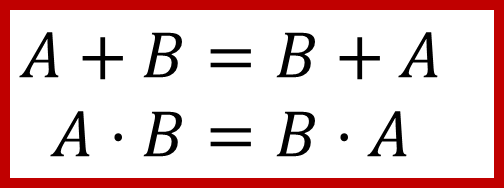 A + B = B + A
A · B = B · A